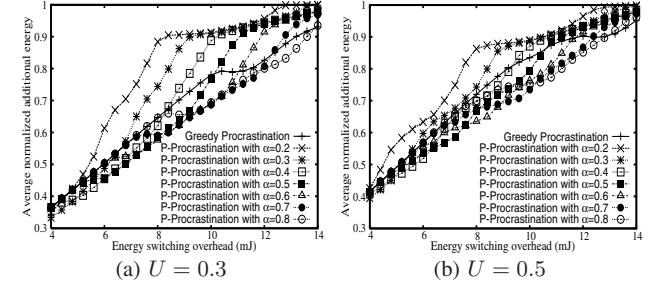 Average normalized additional energy
1
0.9
0.8
0.7
0.6
0.5
0.4
0.3
Greedy Procrastination
P-Procrastination with α=0.2
P-Procrastination with α=0.3
P-Procrastination with α=0.4
P-Procrastination with α=0.5
P-Procrastination with α=0.6
P-Procrastination with α=0.7
P-Procrastination with α=0.8
4 6 8 10 12 14
Energy switching overhead (mJ)
(a) U = 0.3
Average normalized additional energy
1
0.9
0.8
0.7
0.6
0.5
0.4
0.3
Greedy Procrastination
P-Procrastination with α=0.2
P-Procrastination with α=0.3
P-Procrastination with α=0.4
P-Procrastination with α=0.5
P-Procrastination with α=0.6
P-Procrastination with α=0.7
P-Procrastination with α=0.8
4 6 8 10 12 14
Energy switching overhead (mJ)
(b) U = 0.5